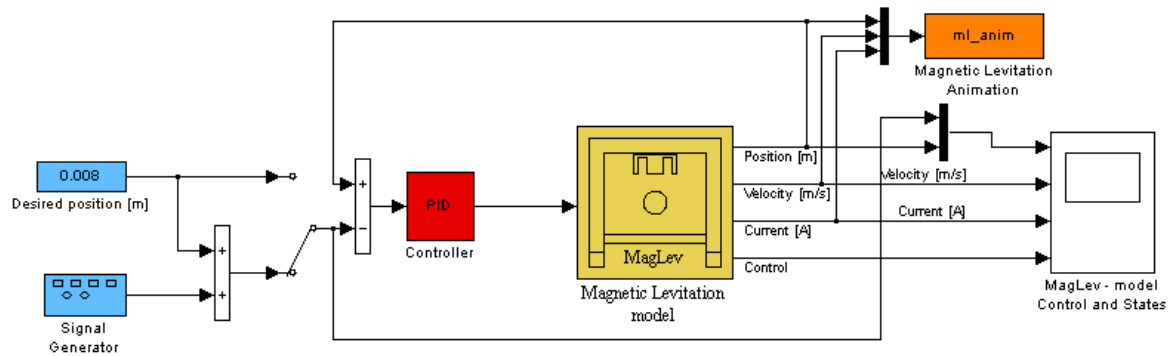 ml_anim
Magnetic Levitation
Animation
Position [m]
Velocity [m/s]
Velocity [m/s]
0.008
Desired position [m]
+
PID
-
Controller
Current [A]
Current [A]
+
+
MagLev
Control
Magnetic Levitation
model
MagLev - model
Control and States
Signal
Generator